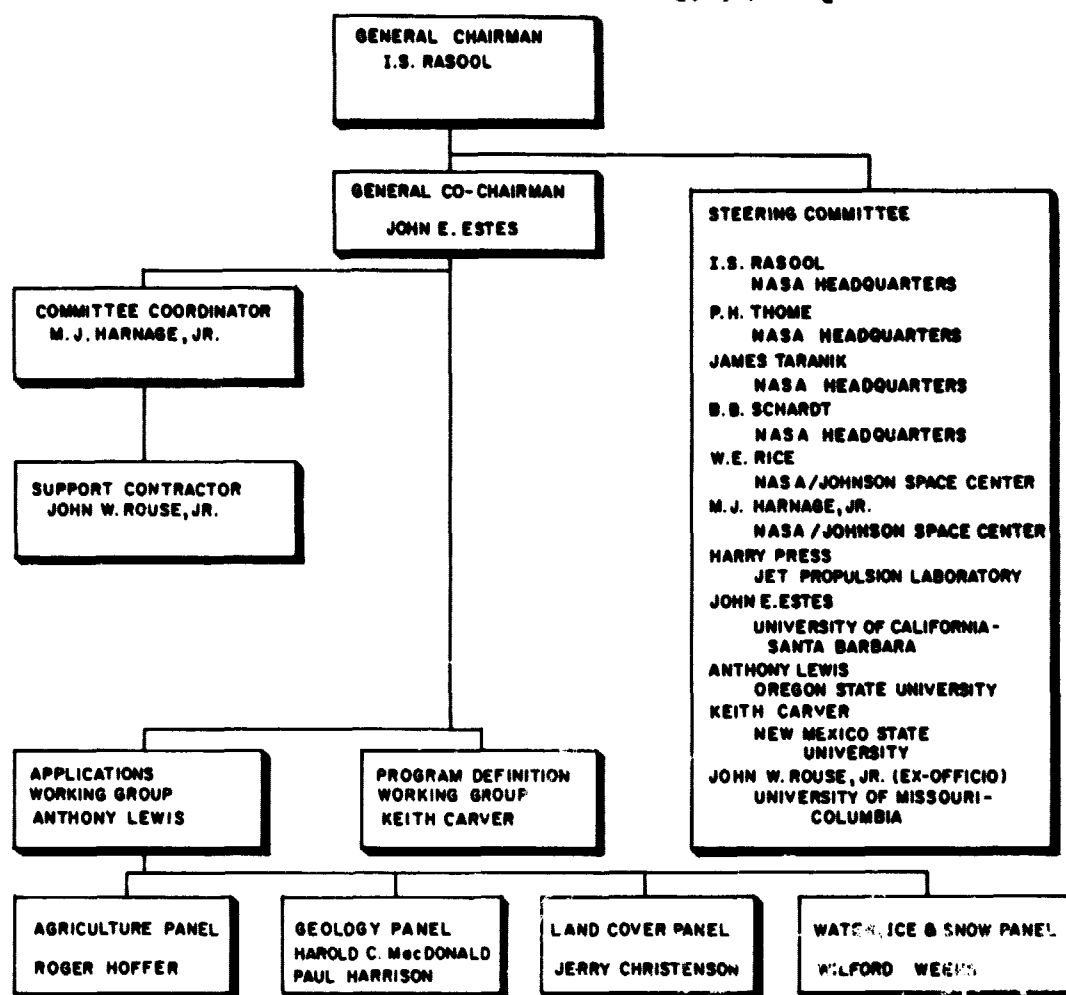 GENERAL CHAIRMAN
I.S. RASOOL
GENERAL CO-CHAIRMAN
JOHN E. ESTES
STEERING COMMITTEE
I.S. RASOOL
NASA HEADQUARTERS
P.H. THOME
NASA HEADQUARTERS
JAMES TARANIK
NASA HEADQUARTERS
B.B. SCHARDT
NASA HEADQUARTERS
W.E. RICE
NASA/JOHNSON SPACE CENTER
M.J. HARNAGE, JR.
NASA/JOHNSON SPACE CENTER
HARRY PRESS
JET PROPULSION LABORATORY
JOHN E. ESTES
UNIVERSITY OF CALIFORNIA-
SANTA BARBARA
ANTHONY LEWIS
OREGON STATE UNIVERSITY
KEITH CARVER
NEW MEXICO STATE
UNIVERSITY
JOHN W. ROUSE, JR. (EX-OFFICIO)
UNIVERSITY OF MISSOURI-
COLUMBIA
COMMITTEE COORDINATOR
M.J. HARNAGE, JR.
SUPPORT CONTRACTOR
JOHN W. ROUSE, JR.
APPLICATIONS
WORKING GROUP
ANTHONY LEWIS
PROGRAM DEFINITION
WORKING GROUP
KEITH CARVER
AGRICULTURE PANEL
ROGER HOFFER
GEOLOGY PANEL
HAROLD C. MacDONALD
PAUL HARRISON
LAND COVER PANEL
JERRY CHRISTENSON
ICE & SNOW PANEL
WILFORD